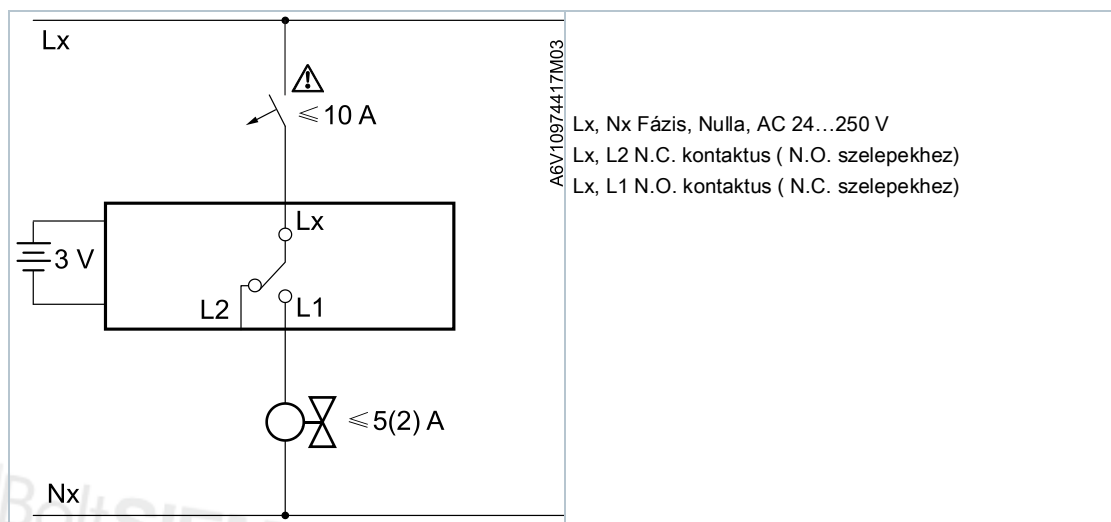 Lx
≤ 10 A
A6V10974417M03
Lx, Nx Fázis, Nulla, AC 24…250 V
Lx, L2 N.C. kontaktus ( N.O. szelepekhez)
Lx, L1 N.O. kontaktus ( N.C. szelepekhez)
Lx
3 V
L2
L1
≤ 5(2) A
Nx